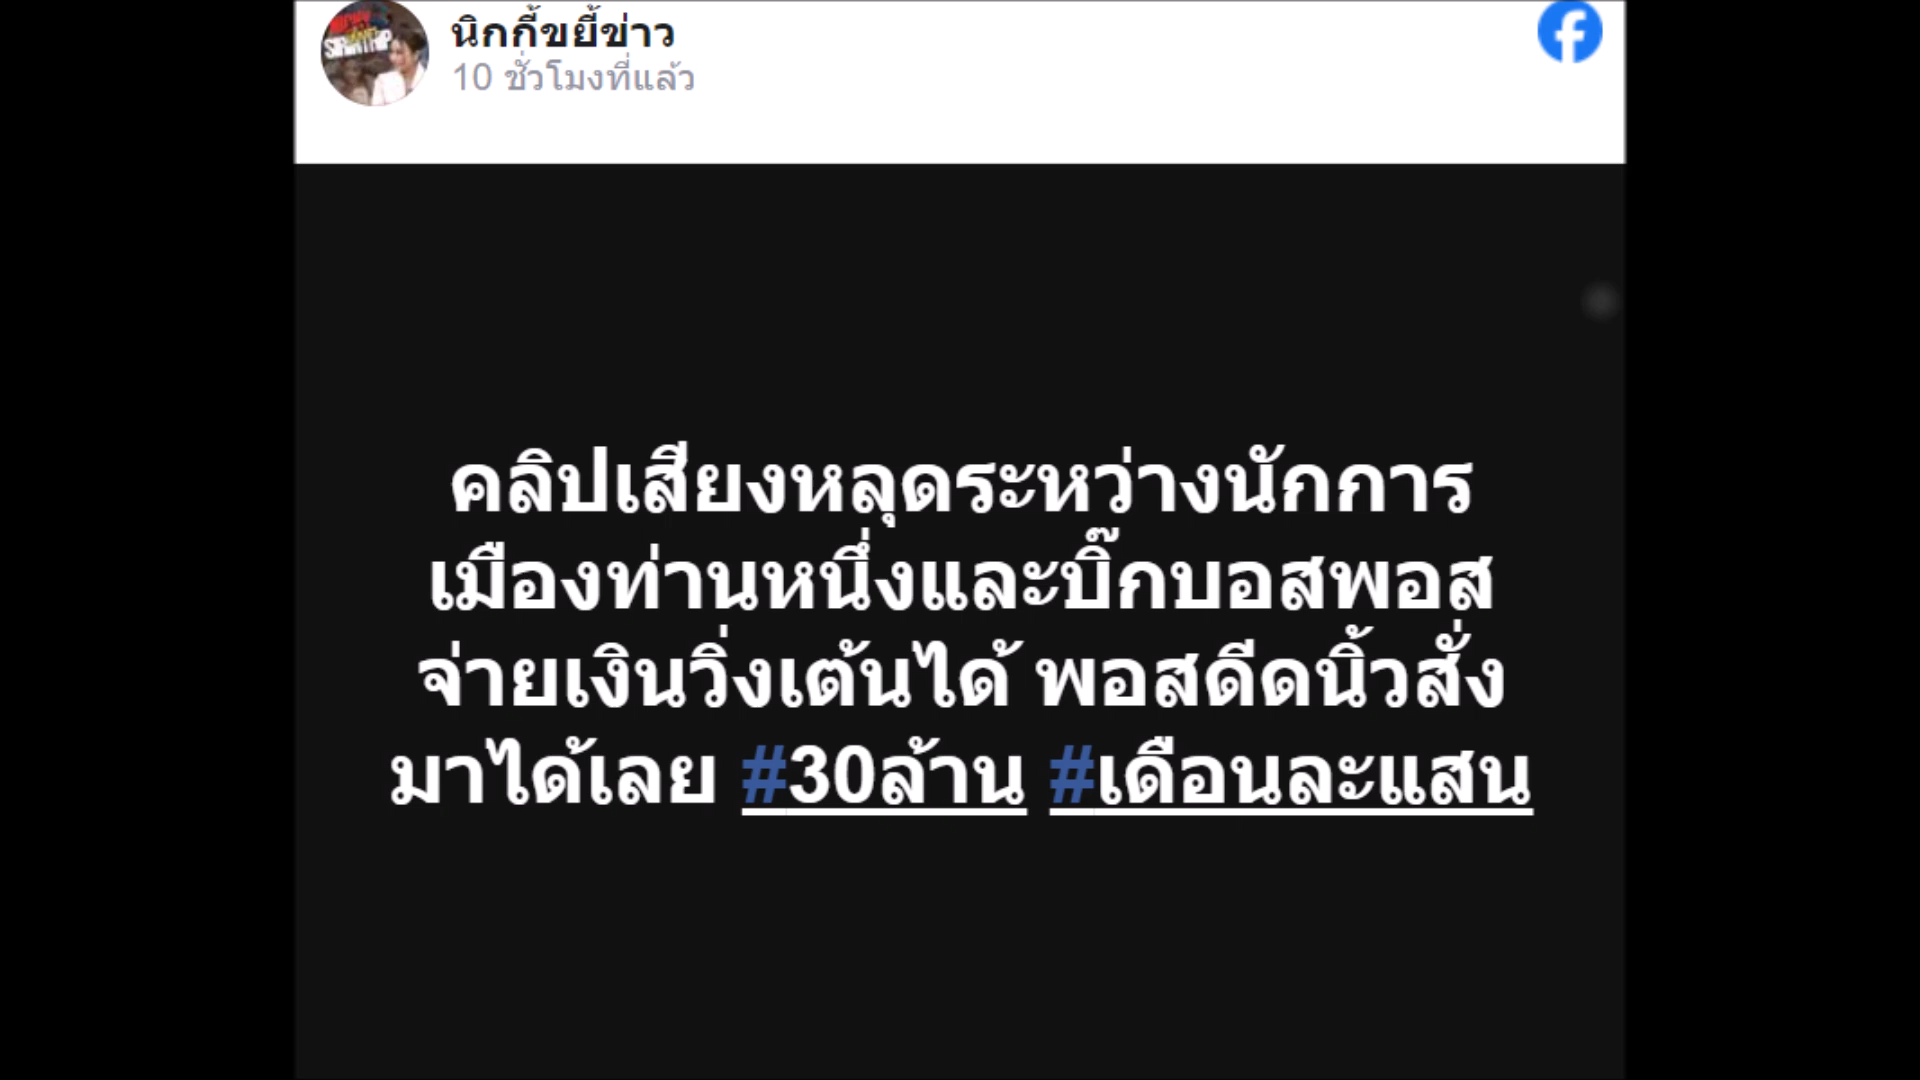 นิกกี้ขยี้ข่าว
10 ชั่วโมงที่แล้ว
คลิปเสียงหลุดระหว่างนักการ
เมืองท่านหนึ่งและบิ๊กบอสพอส
จ่ายเงินวิ่งเต้นได้ พอสดีดนิ้วสั่ง
มาได้เลย #30ล้าน #เดือนละแสน